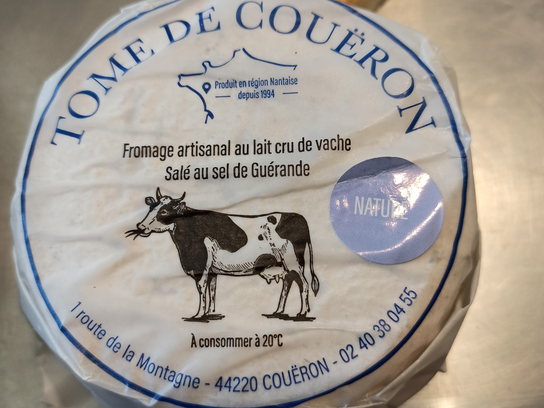 TOME DE COUËRON
Produit en région Nantaise
depuis 1994
Fromage artisanal au lait cru de vache
Salé au sel de Guérande
NATURE
À consommer à 20°C
1 route de la Montagne - 44220 COUËRON - 02 40 38 04 55